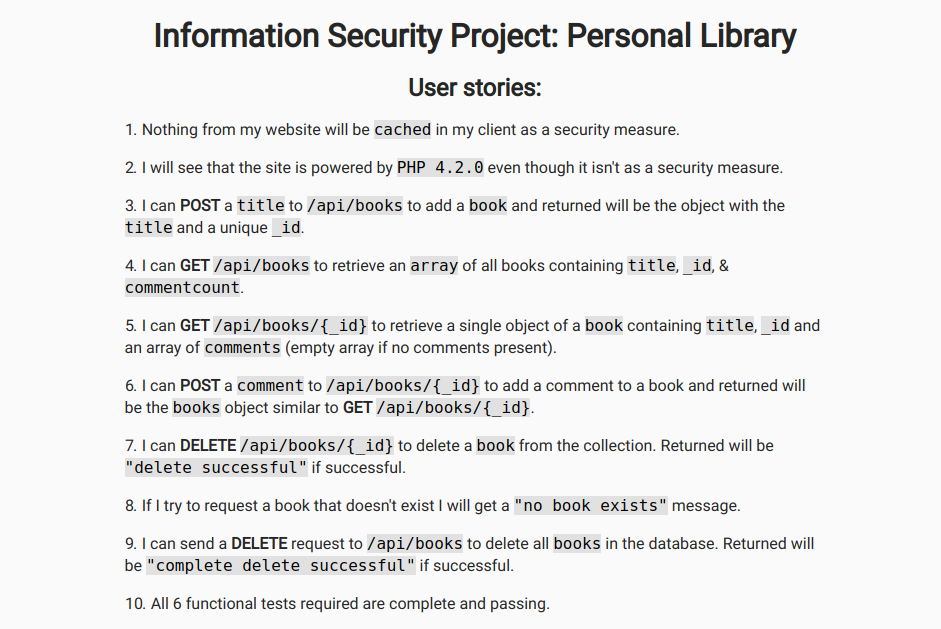 Information Security Project: Personal Library
User stories:
1. Nothing from my website will be cached in my client as a security measure.
2. I will see that the site is powered by PHP 4.2.0 even though it isn't as a security measure.
3. I can POST a title to /api/books to add a book and returned will be the object with the
title and a unique _id.
4. I can GET /api/books to retrieve an array of all books containing title, _id, &
commentcount.
5. I can GET /api/books/{_id} to retrieve a single object of a book containing title, _id and
an array of comments (empty array if no comments present).
6. I can POST a comment to /api/books/{_id} to add a comment to a book and returned will
be the books object similar to GET /api/books/{_id}.
7. I can DELETE /api/books/{_id} to delete a book from the collection. Returned will be
"delete successful" if successful.
8. If I try to request a book that doesn't exist I will get a "no book exists" message.
9. I can send a DELETE request to /api/books to delete all books in the database. Returned will
be "complete delete successful" if successful.
10. All 6 functional tests required are complete and passing.